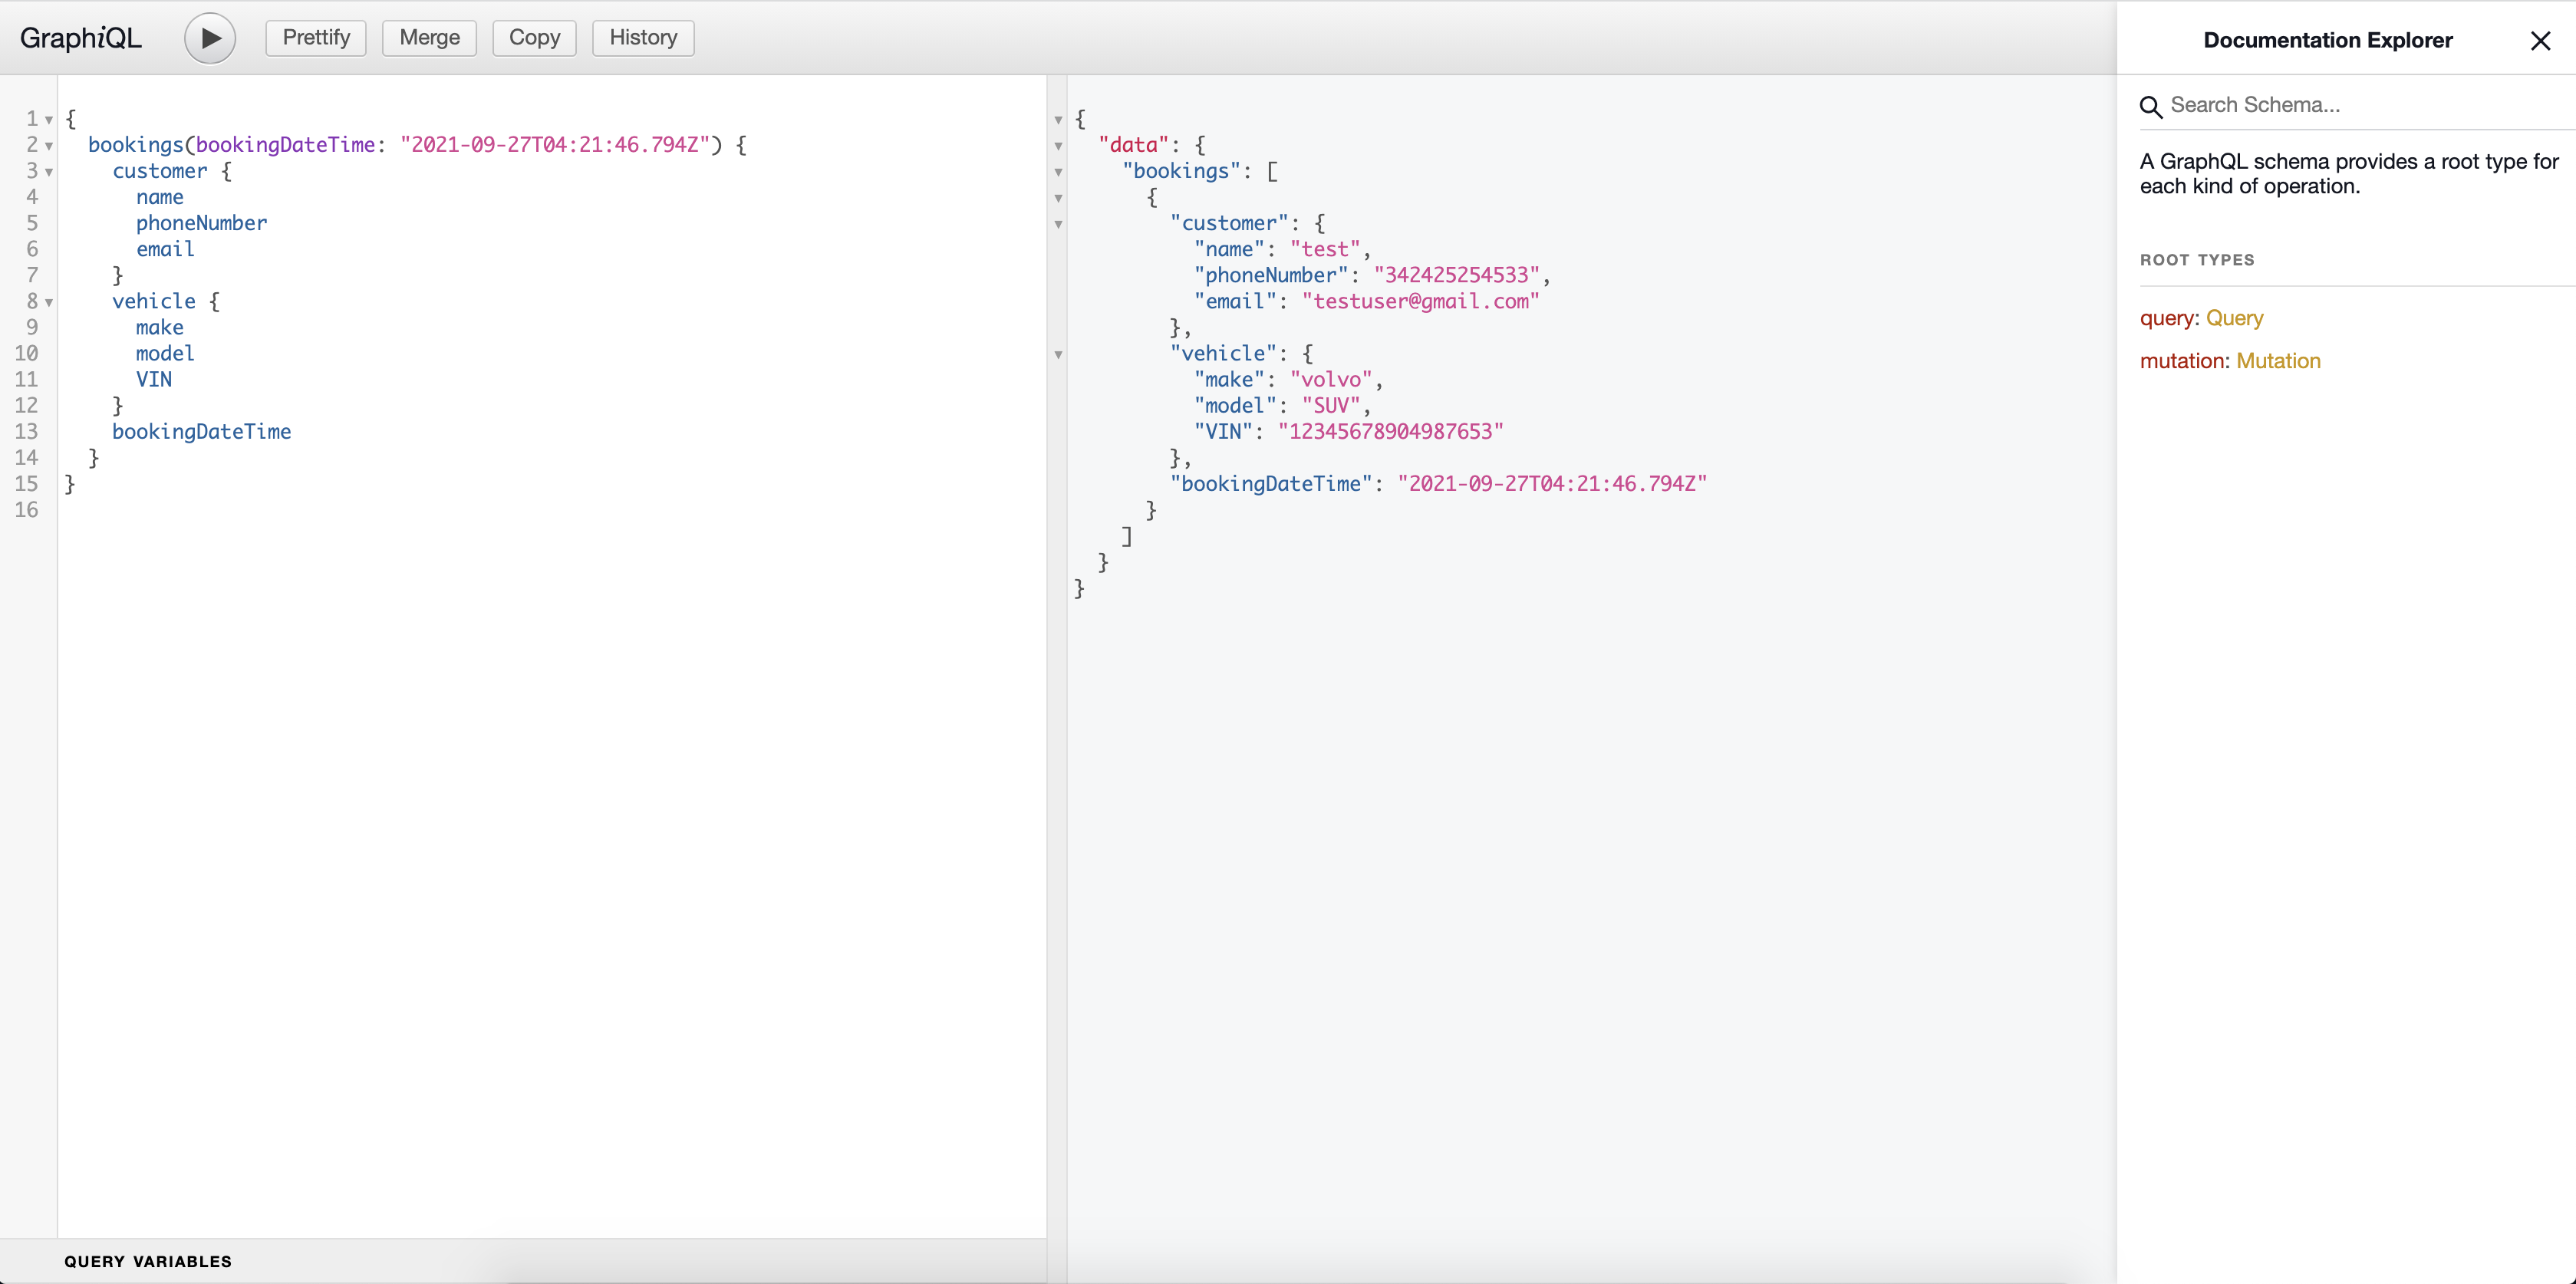 GraphiQL Prettify Merge Copy History
1 {
2 bookings(bookingDateTime: "2021-09-27T04:21:46.794Z") {
3 customer {
4 name
5 phoneNumber
6 email
7 }
8 vehicle {
9 make
10 model
11 VIN
12 }
13 bookingDateTime
14 }
15 }
16
QUERY VARIABLES
{
"data": {
"bookings": [
{
"customer": {
"name": "test",
"phoneNumber": "342425254533",
"email": "testuser@gmail.com"
},
"vehicle": {
"make": "volvo",
"model": "SUV",
"VIN": "12345678904987653"
},
"bookingDateTime": "2021-09-27T04:21:46.794Z"
}
]
}
}
Documentation Explorer
Search Schema...
A GraphQL schema provides a root type for
each kind of operation.
ROOT TYPES
query: Query
mutation: Mutation